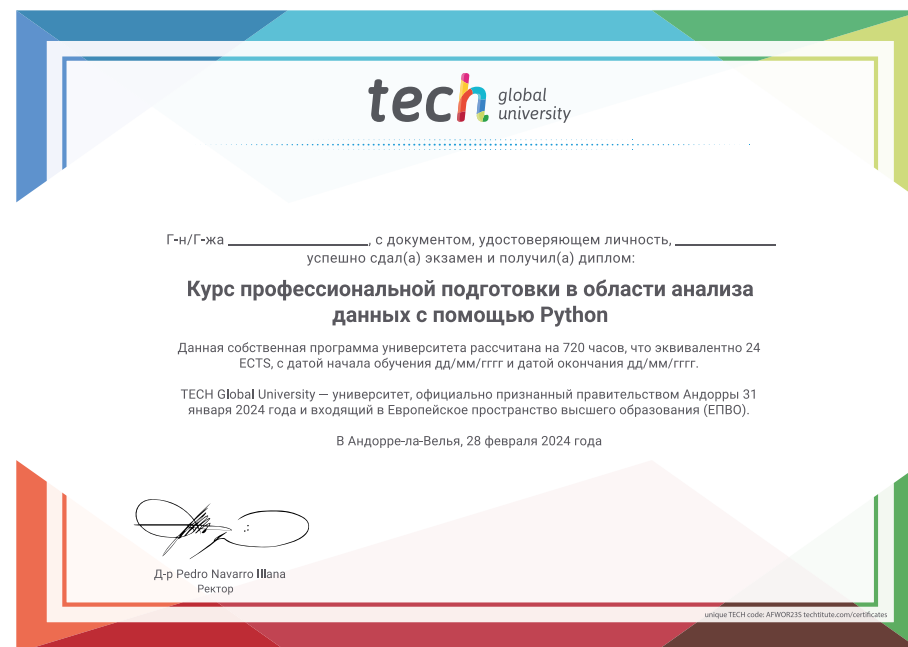 tech global university
Г-н/Г-жа ____________, с документом, удостоверяющем личность, ____________
успешно сдал(а) экзамен и получил(а) диплом:
Курс профессиональной подготовки в области анализа
данных с помощью Python
Данная собственная программа университета рассчитана на 720 часов, что эквивалентно 24
ECTS, с датой начала обучения дд/мм/гггг и датой окончания дд/мм/гггг.
TECH Global University — университет, официально признанный правительством Андорры 31
января 2024 года и входящий в Европейское пространство высшего образования (ЕПВО).
В Андорре-ла-Велья, 28 февраля 2024 года
Д-р Pedro Navarro Illana
Ректор
unique TECH code: AFWOR235 techtitute.com/certificates